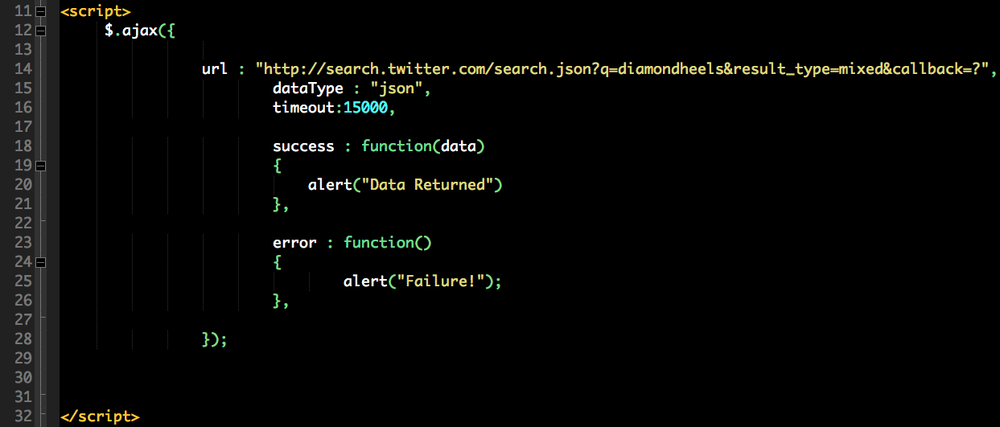 11 <script>
12 $.ajax({
13
14 url : "http://search.twitter.com/search.json?q=diamondheels&result_type=mixed&callback=?",
15 dataType : "json",
16 timeout:15000,
17
18 success : function(data)
19 {
20 alert("Data Returned")
21 },
22
23 error : function()
24 {
25 alert("Failure!");
26 },
27
28 });
29
30
31
32 </script>